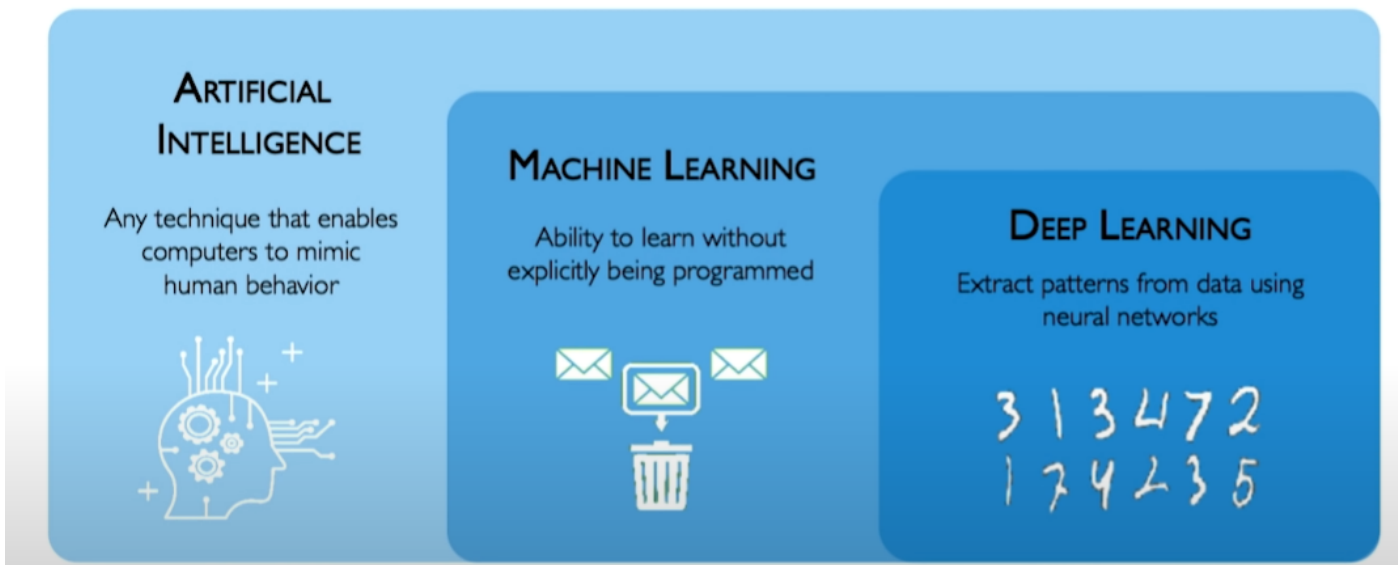 ARTIFICIAL
INTELLIGENCE
Any technique that enables
computers to mimic
human behavior
MACHINE LEARNING
Ability to learn without
explicitly being programmed
DEEP LEARNING
Extract patterns from data using
neural networks
3 1 3 4 7 2
1 7 4 2 3 5